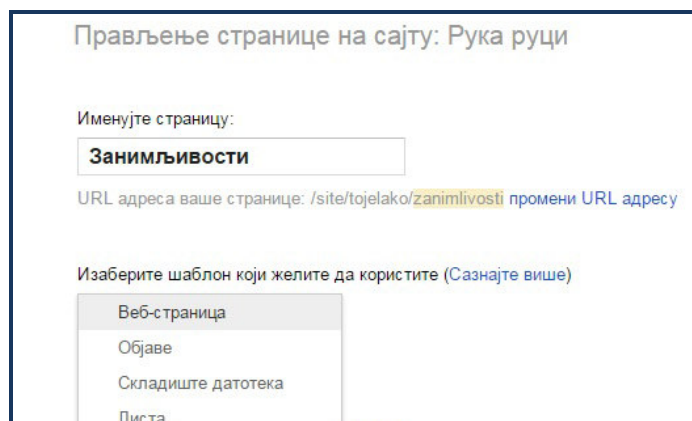 Прављење странице на сајту: Рука руци
Именујте страницу:
Занимљивости
URL адреса ваше странице: /site/tojelako/zanimlivosti промени URL адресу
Изаберите шаблон који желите да користите (Сазнајте више)
Веб-страница
Објаве
Складиште датотека
Листа